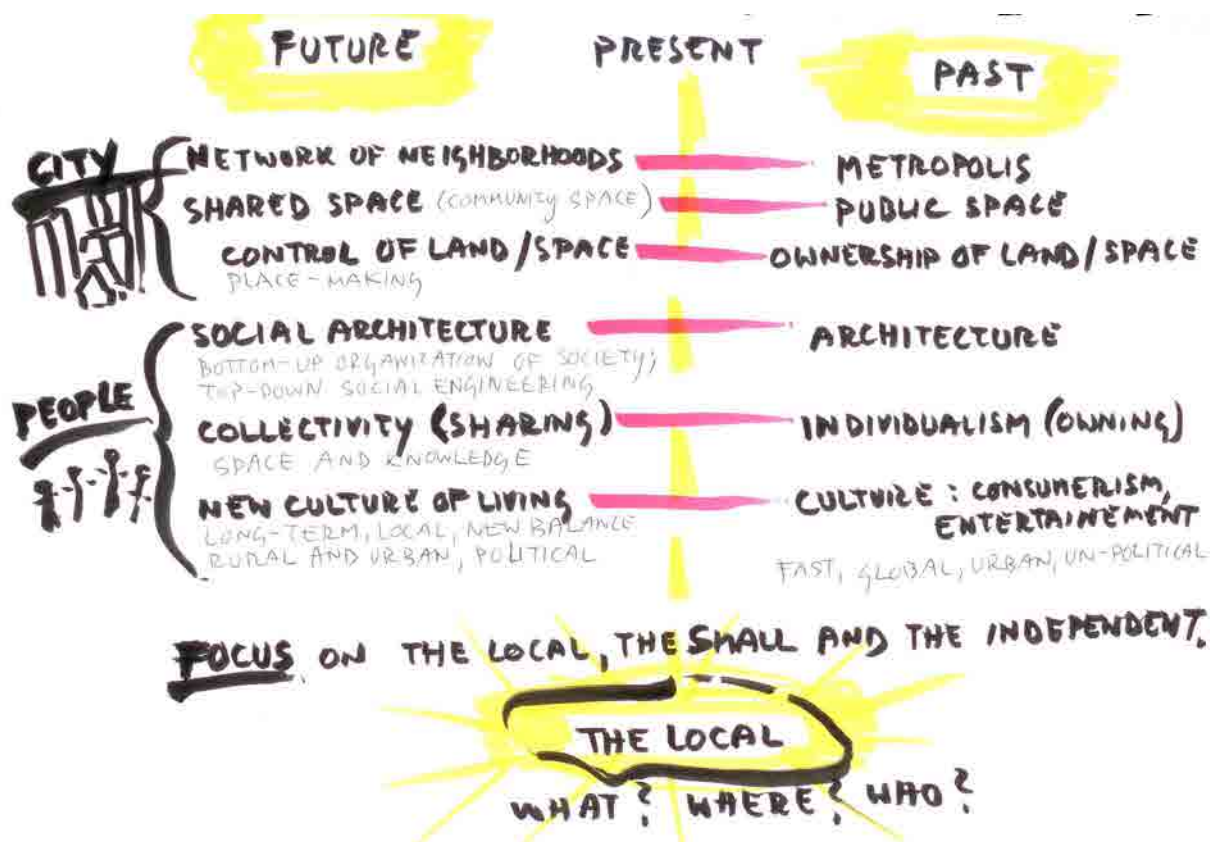 FUTURE PRESENT PAST
CITY
NETWORK OF NEIGHBORHOODS METROPOLIS
SHARED SPACE (COMMUNITY SPACE) PUBLIC SPACE
CONTROL OF LAND/SPACE OWNERSHIP OF LAND/SPACE
PLACE-MAKING
PEOPLE
SOCIAL ARCHITECTURE ARCHITECTURE
BOTTOM-UP ORGANIZATION OF SOCIETY;
TOP-DOWN SOCIAL ENGINEERING
COLLECTIVITY (SHARING) INDIVIDUALISM (OWNING)
SPACE AND KNOWLEDGE
NEW CULTURE OF LIVING CULTURE: CONSUMERISM,
ENTERTAINEMENT
LONG-TERM, LOCAL, NEW BALANCE
RURAL AND URBAN, POLITICAL
FAST, GLOBAL, URBAN, UN-POLITICAL
FOCUS ON THE LOCAL, THE SMALL AND THE INDEPENDENT.
THE LOCAL
WHAT? WHERE? WHO?